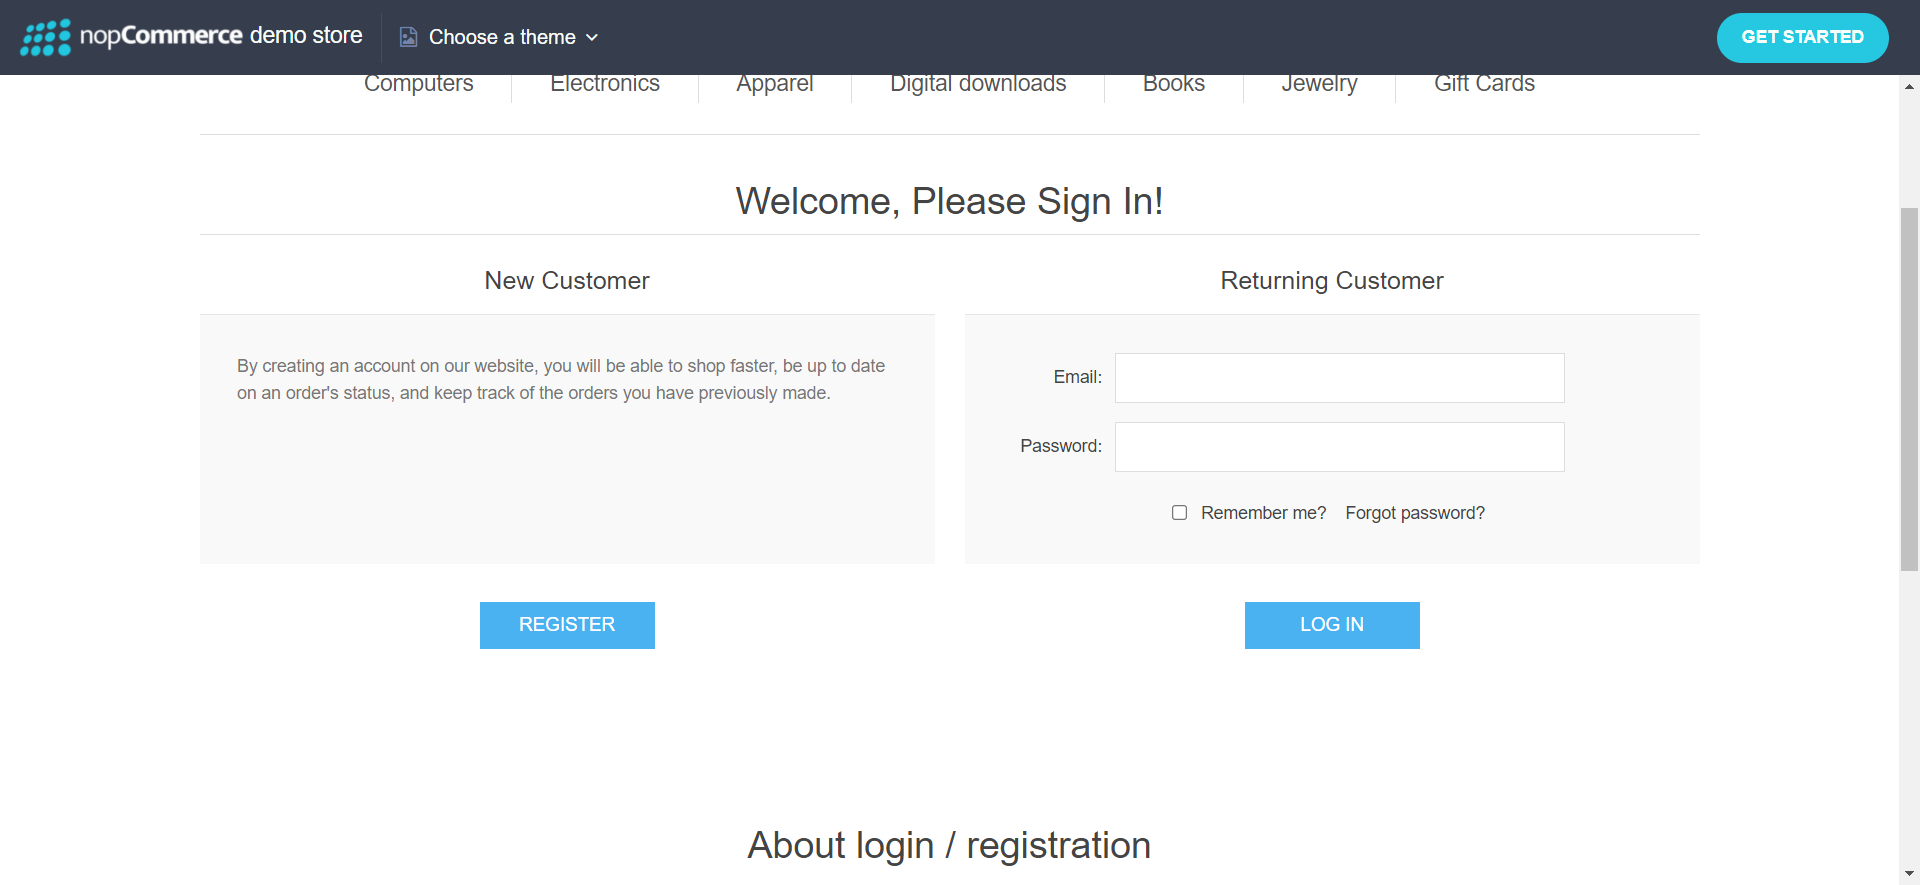 nopCommerce demo store
Choose a theme
GET STARTED
Computers
Electronics
Apparel
Digital downloads
Books
Jewelry
Gift Cards
Welcome, Please Sign In!
New Customer
By creating an account on our website, you will be able to shop faster, be up to date
on an order's status, and keep track of the orders you have previously made.
REGISTER
Returning Customer
Email:
Password:
Remember me?
Forgot password?
LOG IN
About login / registration